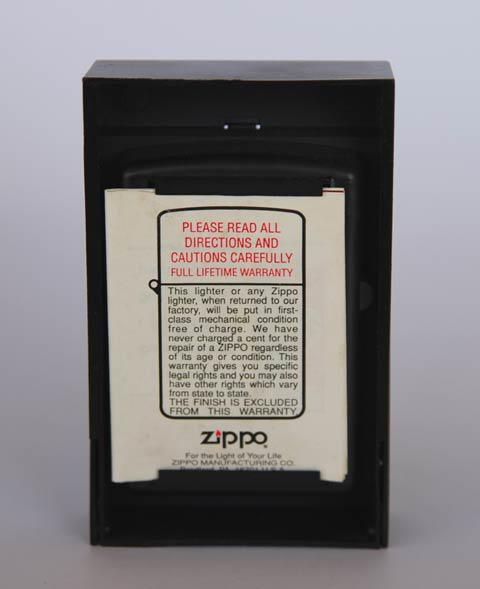 PLEASE READ ALL
DIRECTIONS AND
CAUTIONS CAREFULLY
FULL LIFETIME WARRANTY
This lighter or any Zippo
lighter, when returned to our
factory, will be put in first-
class mechanical condition
free of charge. We have
never charged a cent for the
repair of a ZIPPO regardless
of its age or condition. This
warranty gives you specific
legal rights and you may also
have other rights which vary
from state to state.
THE FINISH IS EXCLUDED
FROM THIS WARRANTY.
zippo
For the Light of Your Life
ZIPPO MANUFACTURING CO.